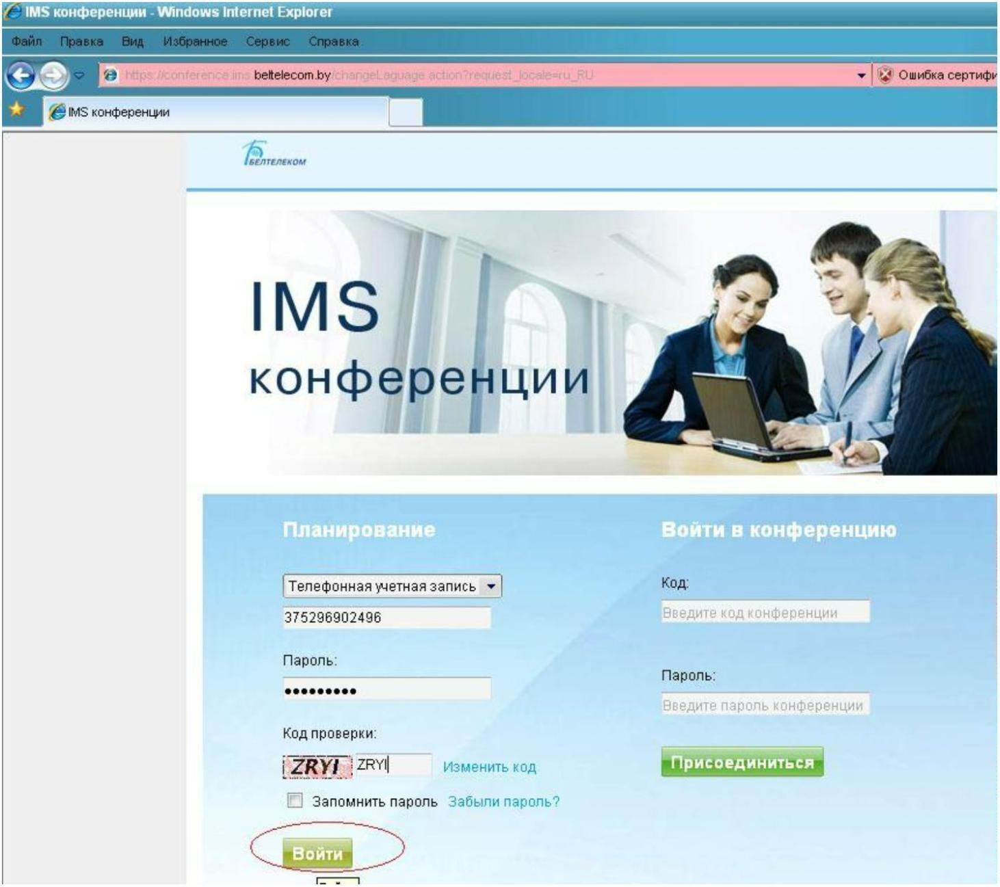 IMS конференции - Windows Internet Explorer
Файл Правка Вид Избранное Сервис Справка
https://conference.ims.beltelecom.by/changeLaguage.action?request_locale=ru_RU Ошибка сертифи
IMS конференции
БЕЛТЕЛЕКОМ
IMS
конференции
Планирование
Войти в конференцию
Телефонная учетная запись
375296902496
Пароль:
•••••••••
Код проверки:
ZRYI ZRYI Изменить код
Запомнить пароль Забыли пароль?
Войти
Код:
Введите код конференции
Пароль:
Введите пароль конференции
Присоединиться